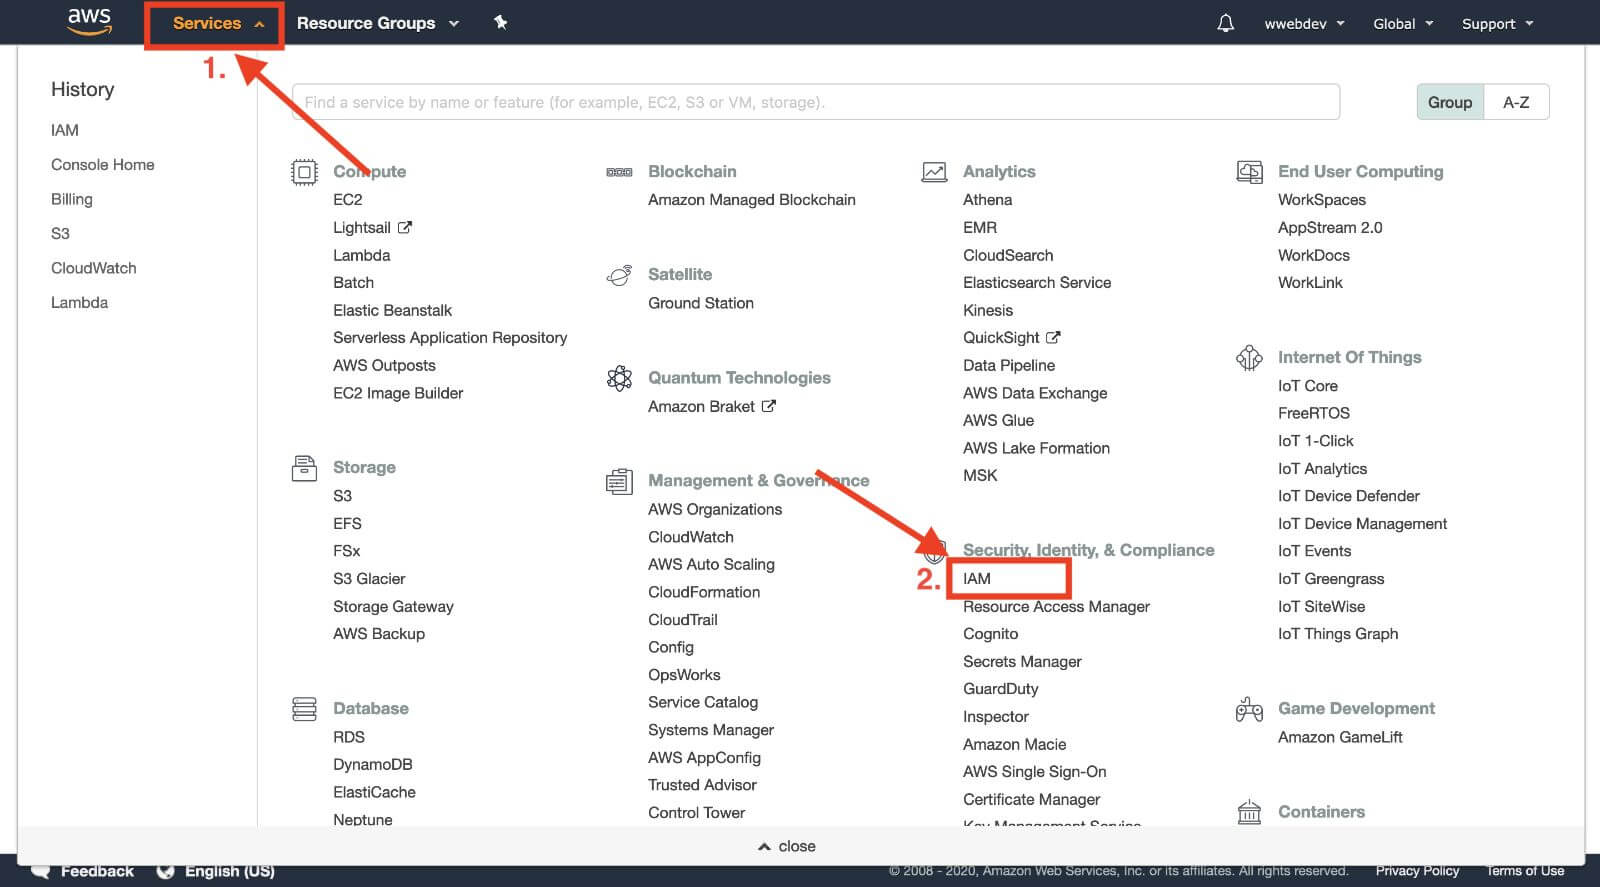 aws
Services
Resource Groups
wwebdev
Global
Support
1.
History
IAM
Console Home
Billing
S3
CloudWatch
Lambda
Find a service by name or feature (for example, EC2, S3 or VM, storage).
Group
A-Z
Compute
EC2
Lightsail
Lambda
Batch
Elastic Beanstalk
Serverless Application Repository
AWS Outposts
EC2 Image Builder
Storage
S3
EFS
FSx
S3 Glacier
Storage Gateway
AWS Backup
Database
RDS
DynamoDB
ElastiCache
Neptune
Blockchain
Amazon Managed Blockchain
Satellite
Ground Station
Quantum Technologies
Amazon Braket
Management & Governance
AWS Organizations
CloudWatch
AWS Auto Scaling
CloudFormation
CloudTrail
Config
OpsWorks
Service Catalog
Systems Manager
AWS AppConfig
Trusted Advisor
Control Tower
Analytics
Athena
EMR
CloudSearch
Elasticsearch Service
Kinesis
QuickSight
Data Pipeline
AWS Data Exchange
AWS Glue
AWS Lake Formation
MSK
Security, Identity, & Compliance
2.
IAM
Resource Access Manager
Cognito
Secrets Manager
GuardDuty
Inspector
Amazon Macie
AWS Single Sign-On
Certificate Manager
Key Management Service
End User Computing
WorkSpaces
AppStream 2.0
WorkDocs
WorkLink
Internet Of Things
IoT Core
FreeRTOS
IoT 1-Click
IoT Analytics
IoT Device Defender
IoT Device Management
IoT Events
IoT Greengrass
IoT SiteWise
IoT Things Graph
Game Development
Amazon GameLift
Containers
close
Feedback
English (US)
© 2008 - 2020, Amazon Web Services, Inc. or its affiliates. All rights reserved.
Privacy Policy
Terms of Use